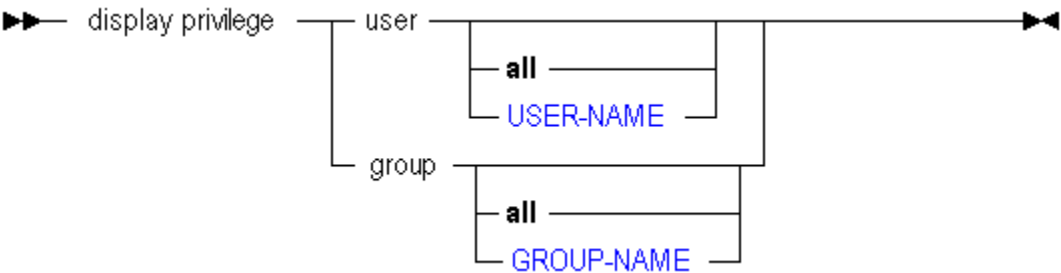 display privilege user
all
USER-NAME
group
all
GROUP-NAME